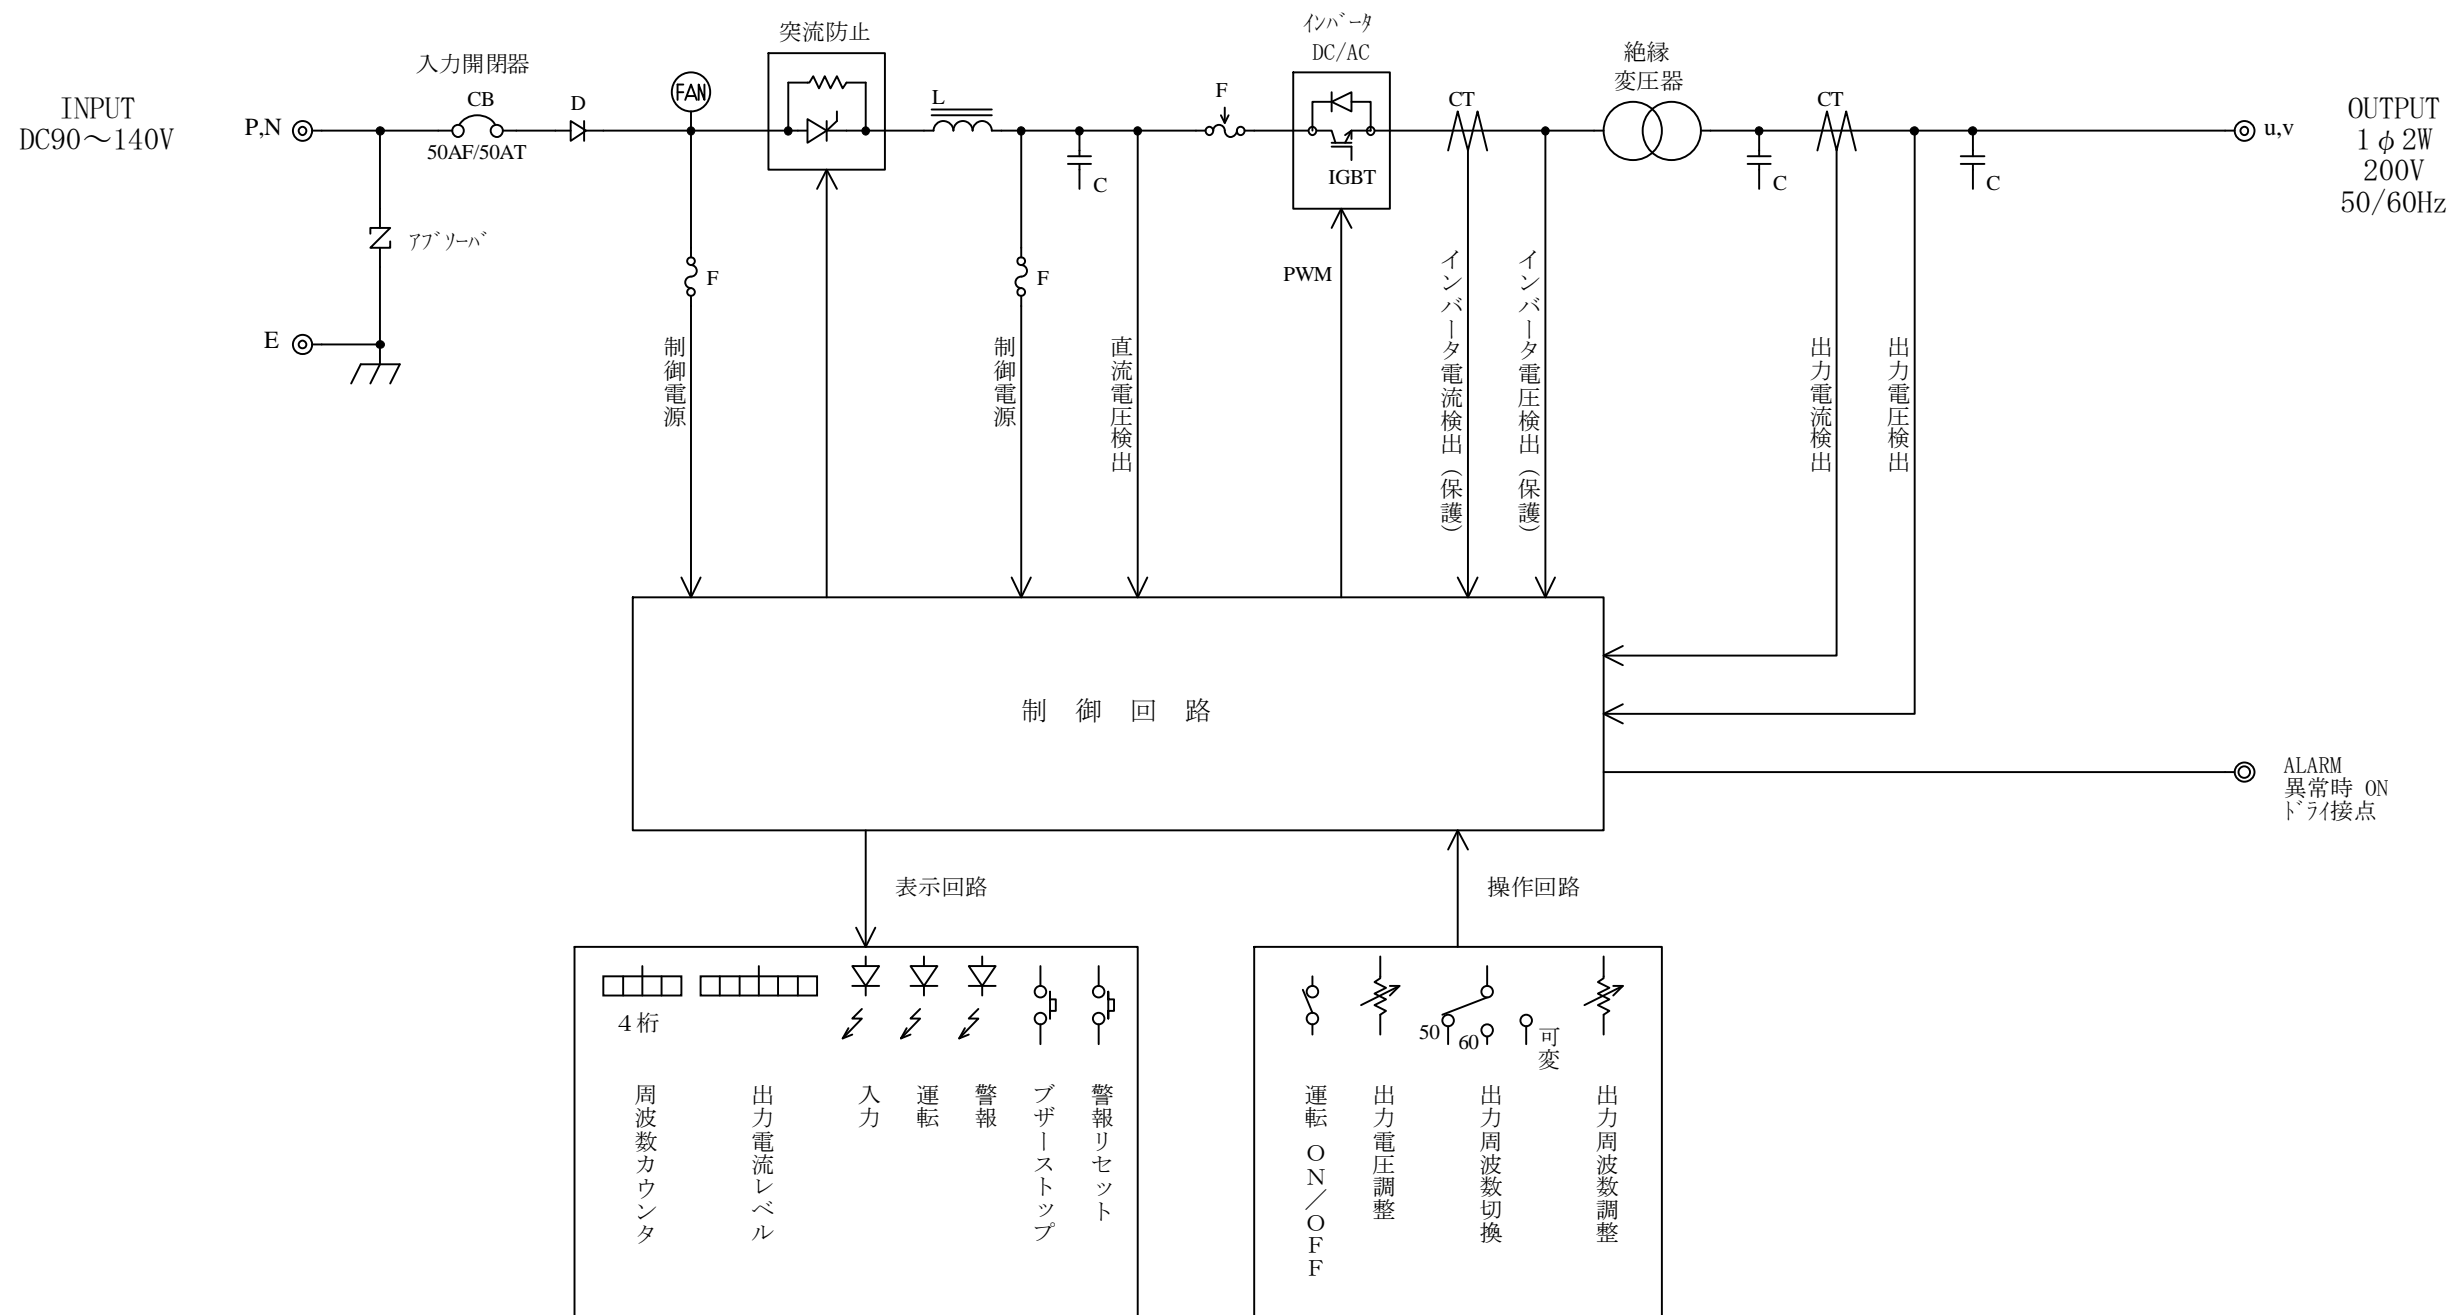 突流防止
インバータ
DC/AC
入力開閉器
絶縁
変圧器
INPUT
DC90～140V
P,N
CB
50AF/50AT
D
FAN
L
C
F
IGBT
CT
C
CT
C
u,v
OUTPUT
1φ2W
200V
50/60Hz
アブソーバ
E
F
F
PWM
制御電源
制御電源
直流電圧検出
インバータ電流検出（保護）
インバータ電圧検出（保護）
出力電流検出
出力電圧検出
制御回路
ALARM
異常時 ON
ドライ接点
表示回路
操作回路
4桁
50
60
可変
周波数カウンタ
出力電流レベル
入力
運転
警報
ブザーストップ
警報リセット
運転 ON／OFF
出力電圧調整
出力周波数切換
出力周波数調整